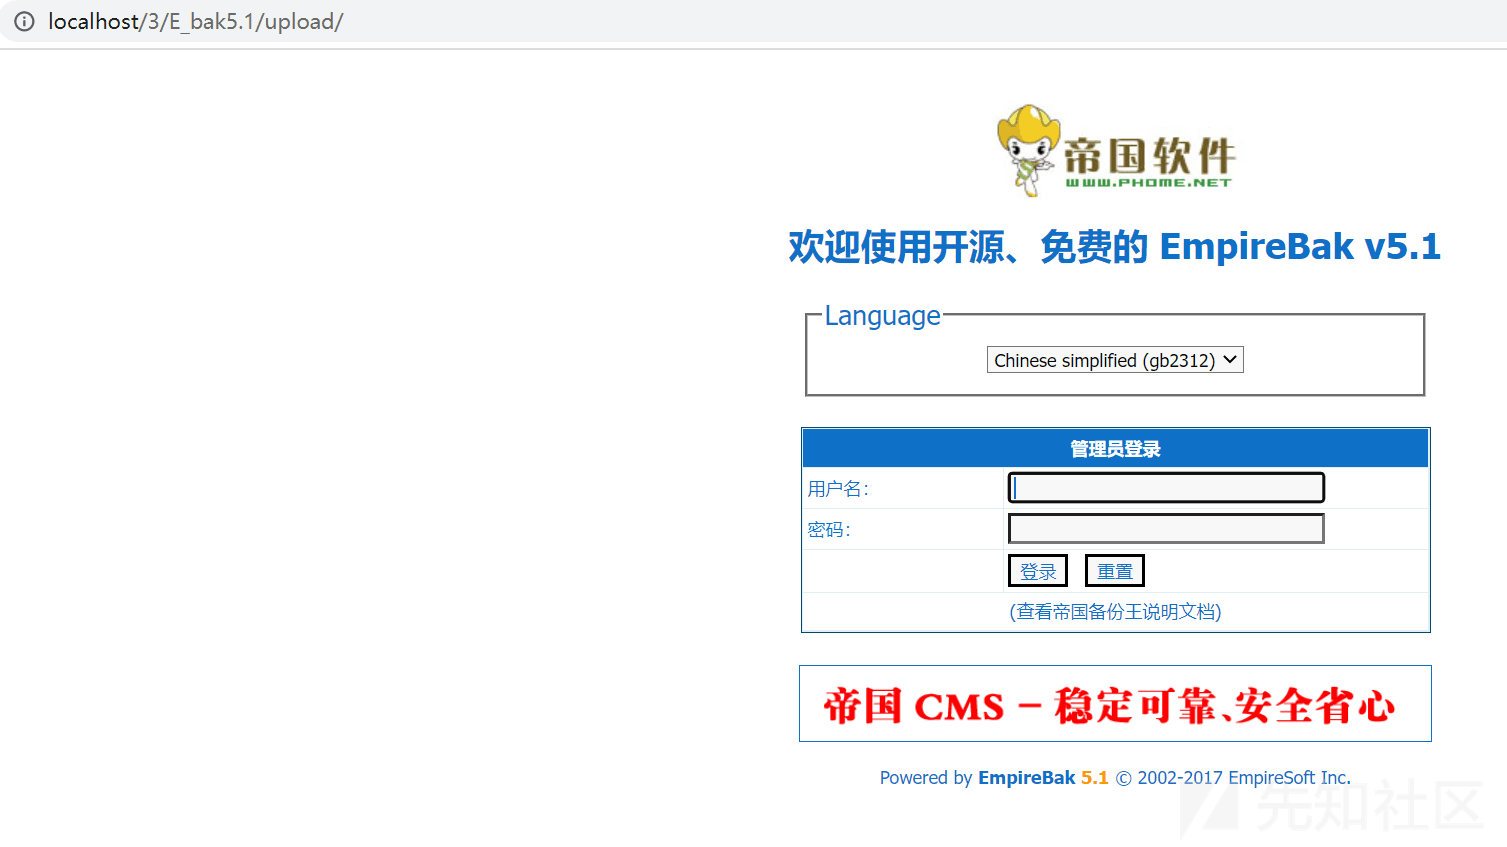 localhost/3/E_bak5.1/upload/
帝国软件
WWW.PHOME.NET
欢迎使用开源、免费的 EmpireBak v5.1
Language
Chinese simplified (gb2312)
管理员登录
用户名：
密码：
登录 重置
(查看帝国备份王说明文档)
帝国 CMS - 稳定可靠、安全省心
Powered by EmpireBak 5.1 © 2002-2017 EmpireSoft Inc.
先知社区